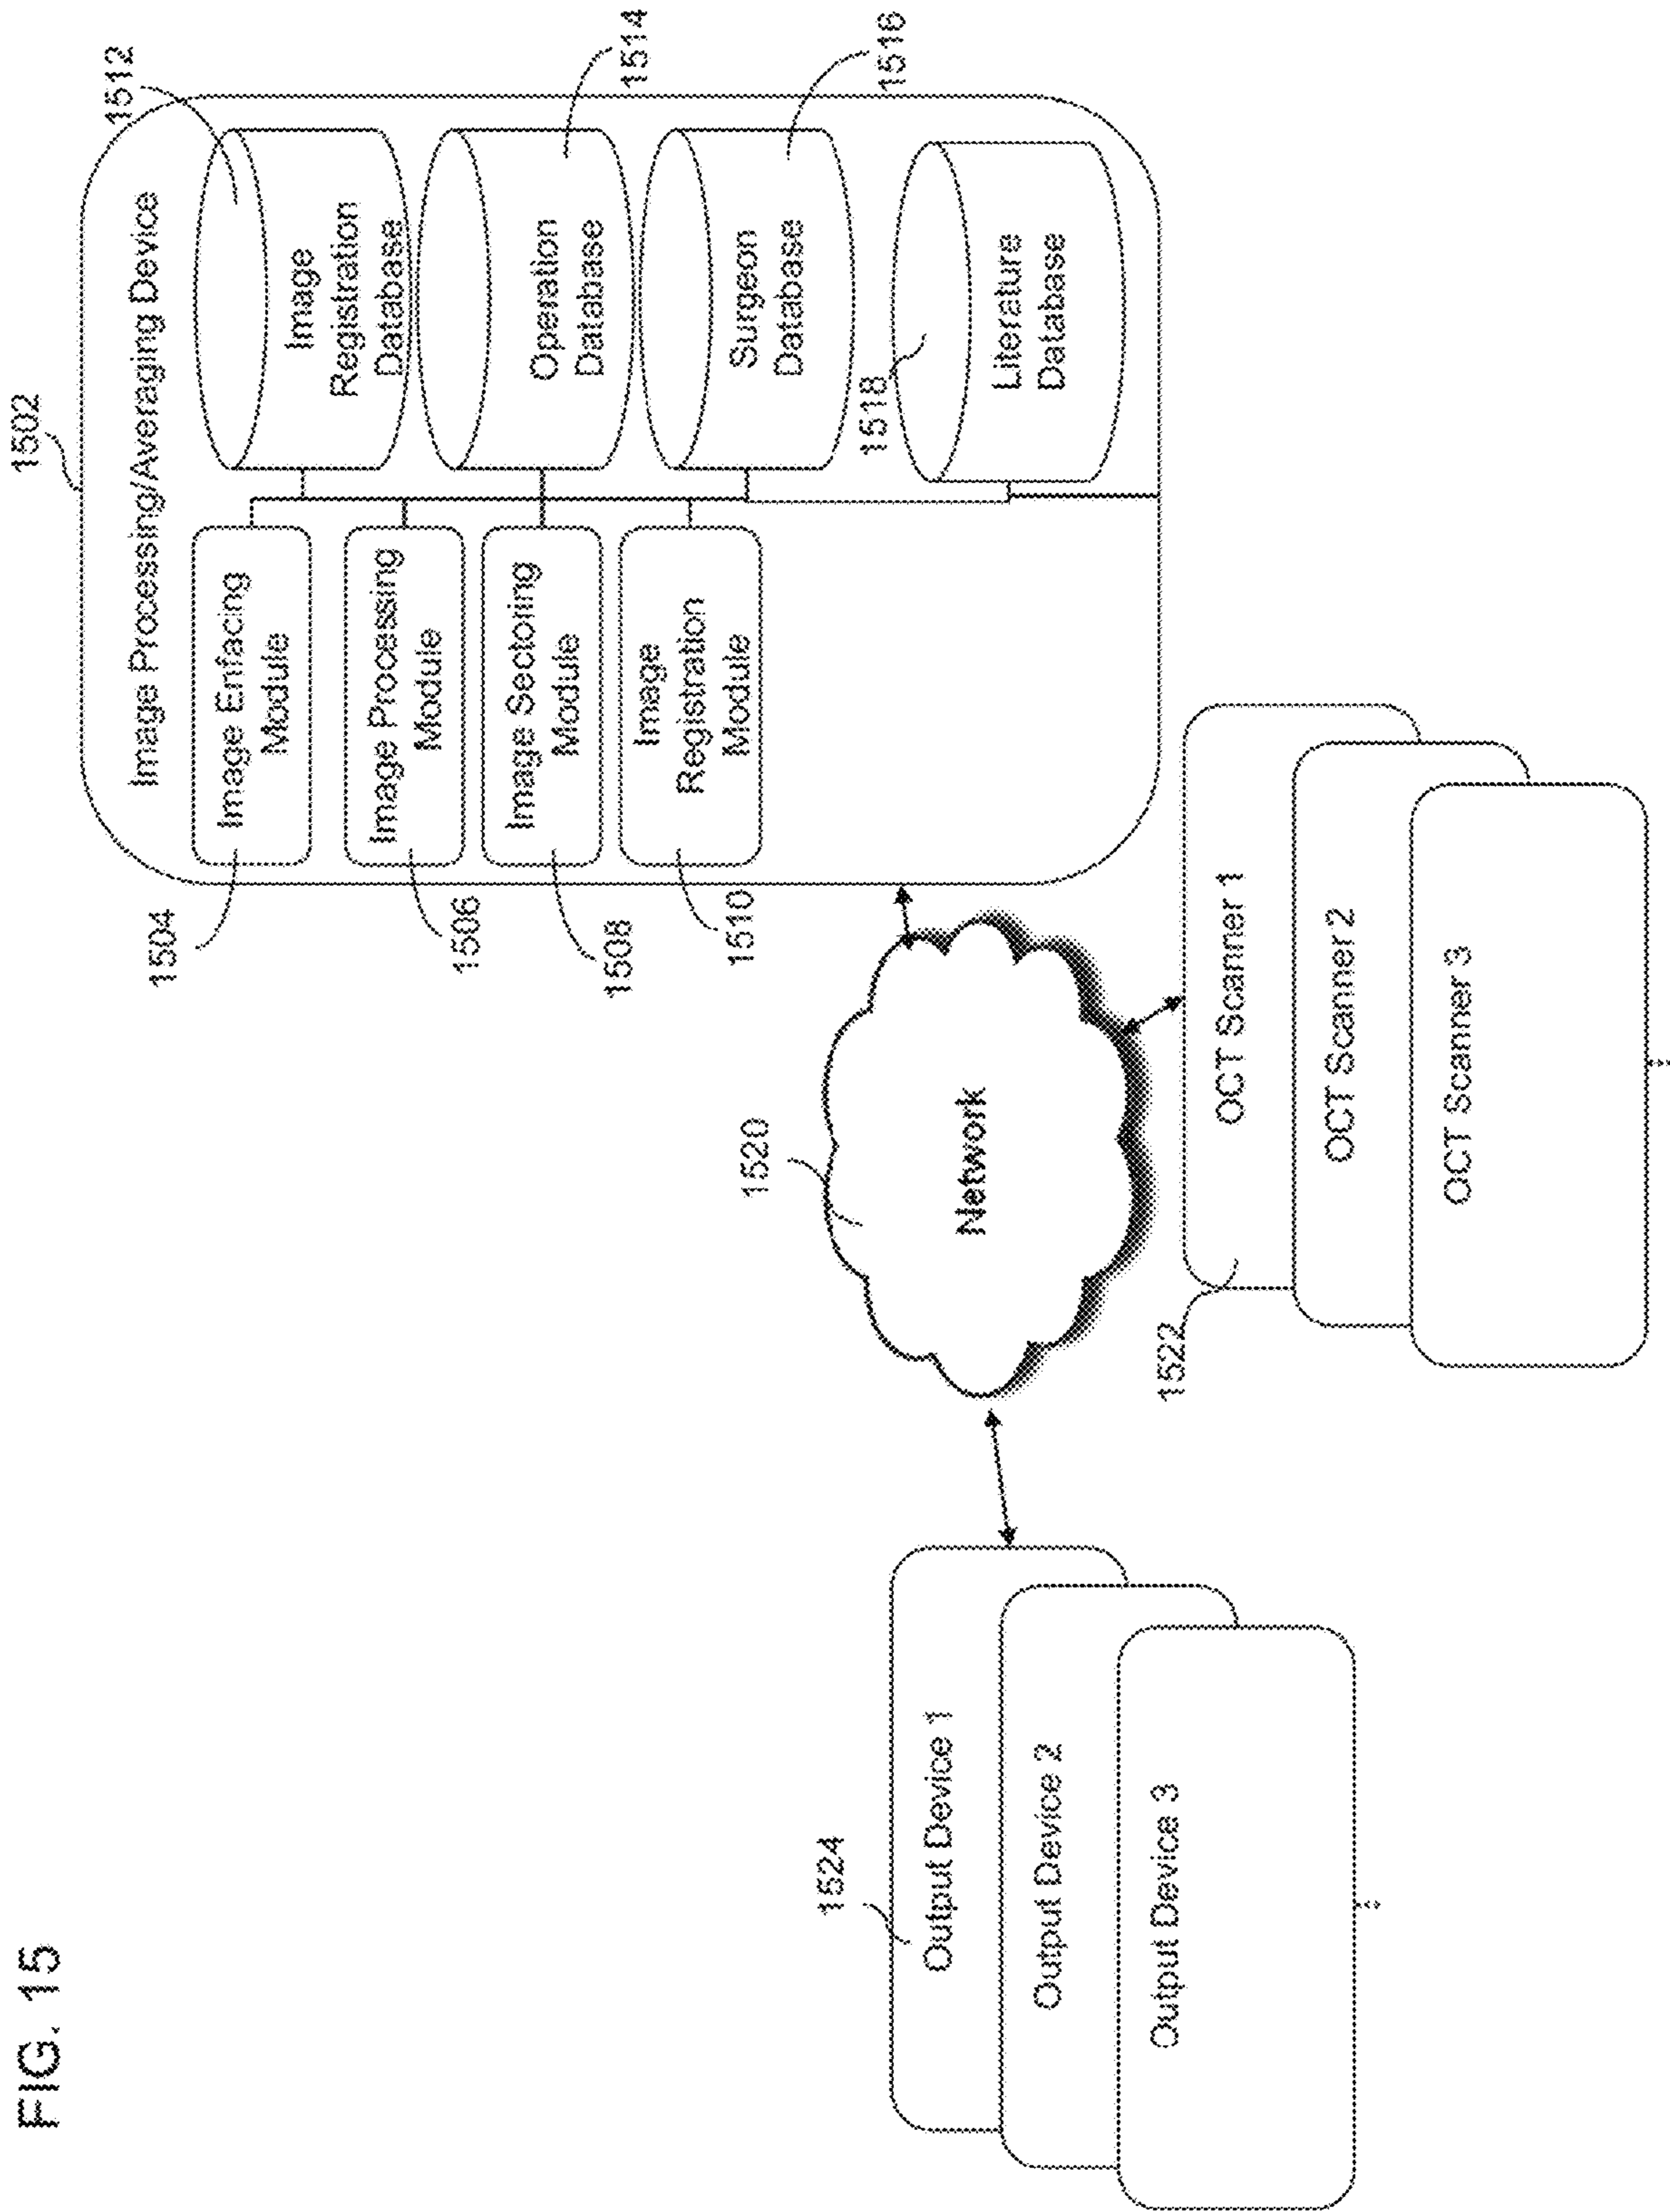 FIG. 15
1502
Image Processing/Averaging Device
1504
Image Enfacing
Module
1506
Image Processing
Module
1508
Image Sectoring
Module
1510
Image
Registration
Module
1512
Image
Registration
Database
1514
Operation
Database
1516
Surgeon
Database
1518
Literature
Database
1520
Network
1522
OCT Scanner 1
OCT Scanner 2
OCT Scanner 3
1524
Output Device 1
Output Device 2
Output Device 3